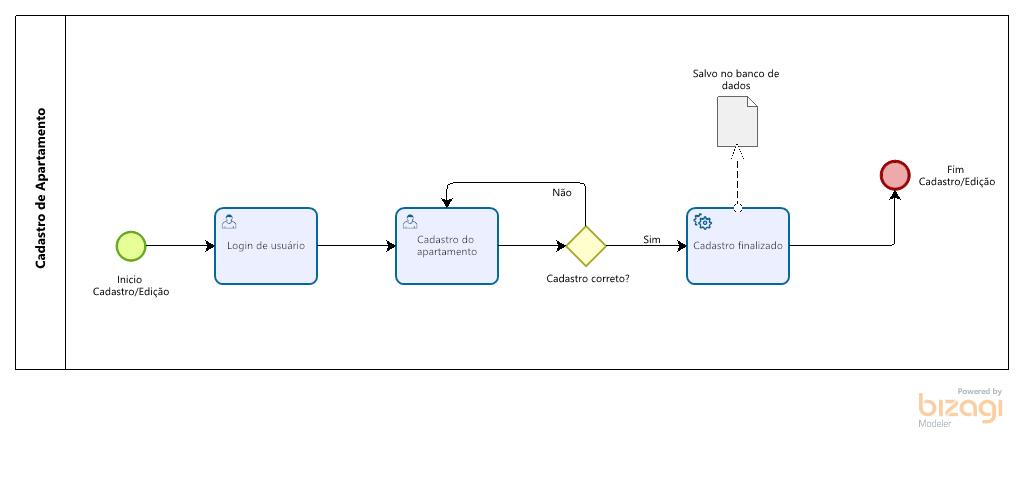 Cadastro de Apartamento
Inicio
Cadastro/Edição
Login de usuário
Cadastro do
apartamento
Não
Cadastro correto?
Sim
Salvo no banco de
dados
Cadastro finalizado
Fim
Cadastro/Edição
Powered by
bizagi
Modeler